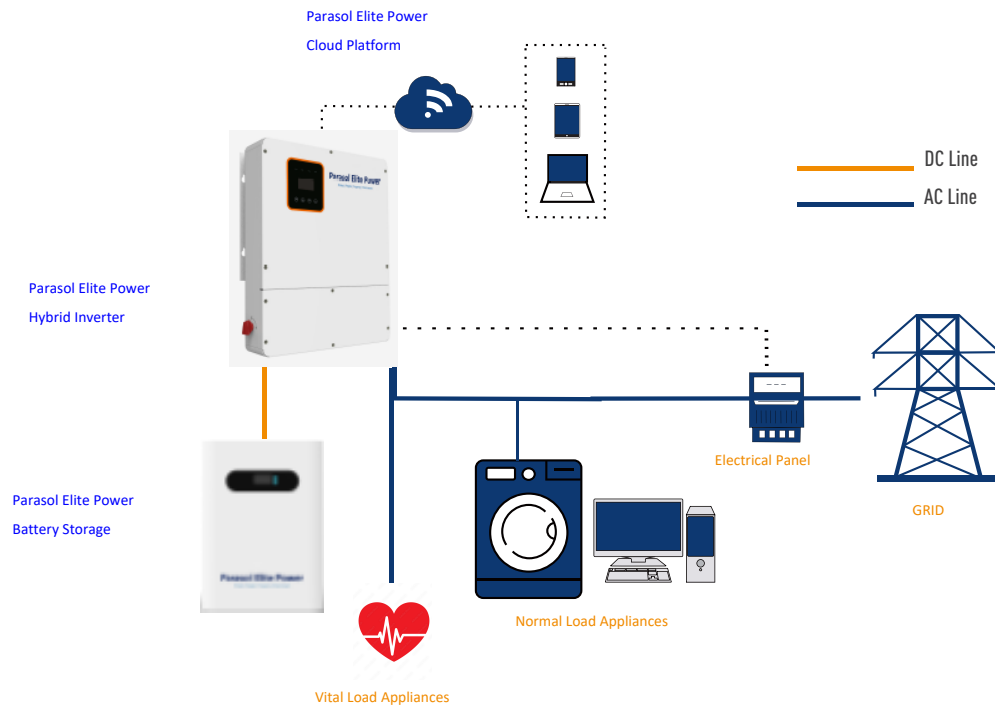 Parasol Elite Power
Cloud Platform
Parasol Elite Power
DC Line
AC Line
Parasol Elite Power
Hybrid Inverter
Electrical Panel
Parasol Elite Power
Battery Storage
GRID
Parasol Elite Power
Normal Load Appliances
Vital Load Appliances